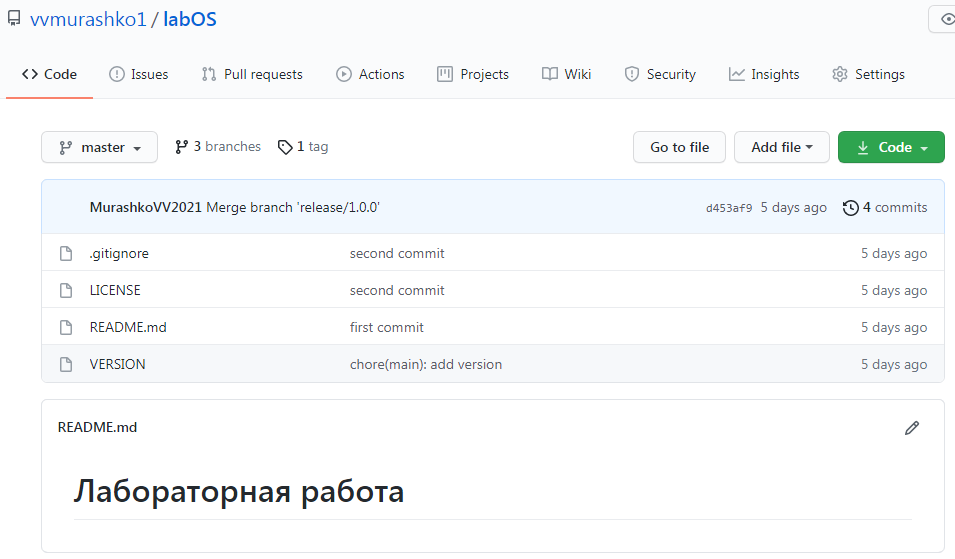 vvmurashko1 / labOS
Code Issues Pull requests Actions Projects Wiki Security Insights Settings
master 3 branches 1 tag Go to file Add file Code
MurashkoVV2021 Merge branch 'release/1.0.0' d453af9 5 days ago 4 commits
.gitignore second commit 5 days ago
LICENSE second commit 5 days ago
README.md first commit 5 days ago
VERSION chore(main): add version 5 days ago
README.md
Лабораторная работа